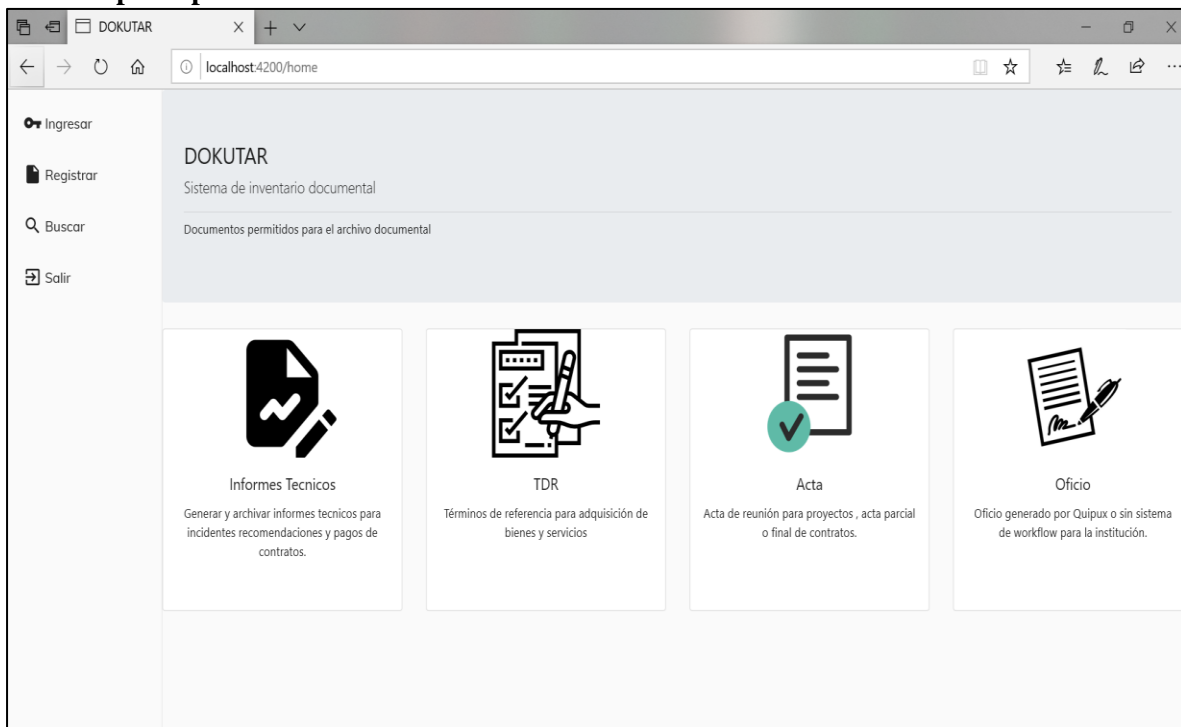 DOKUTAR
localhost:4200/home
Ingresar
Registrar
Buscar
Salir
DOKUTAR
Sistema de inventario documental
Documentos permitidos para el archivo documental
Informes Tecnicos
Generar y archivar informes tecnicos para
incidentes recomendaciones y pagos de
contratos.
TDR
Términos de referencia para adquisición de
bienes y servicios
Acta
Acta de reunión para proyectos , acta parcial
o final de contratos.
Oficio
Oficio generado por Quipux o sin sistema
de workflow para la institución.